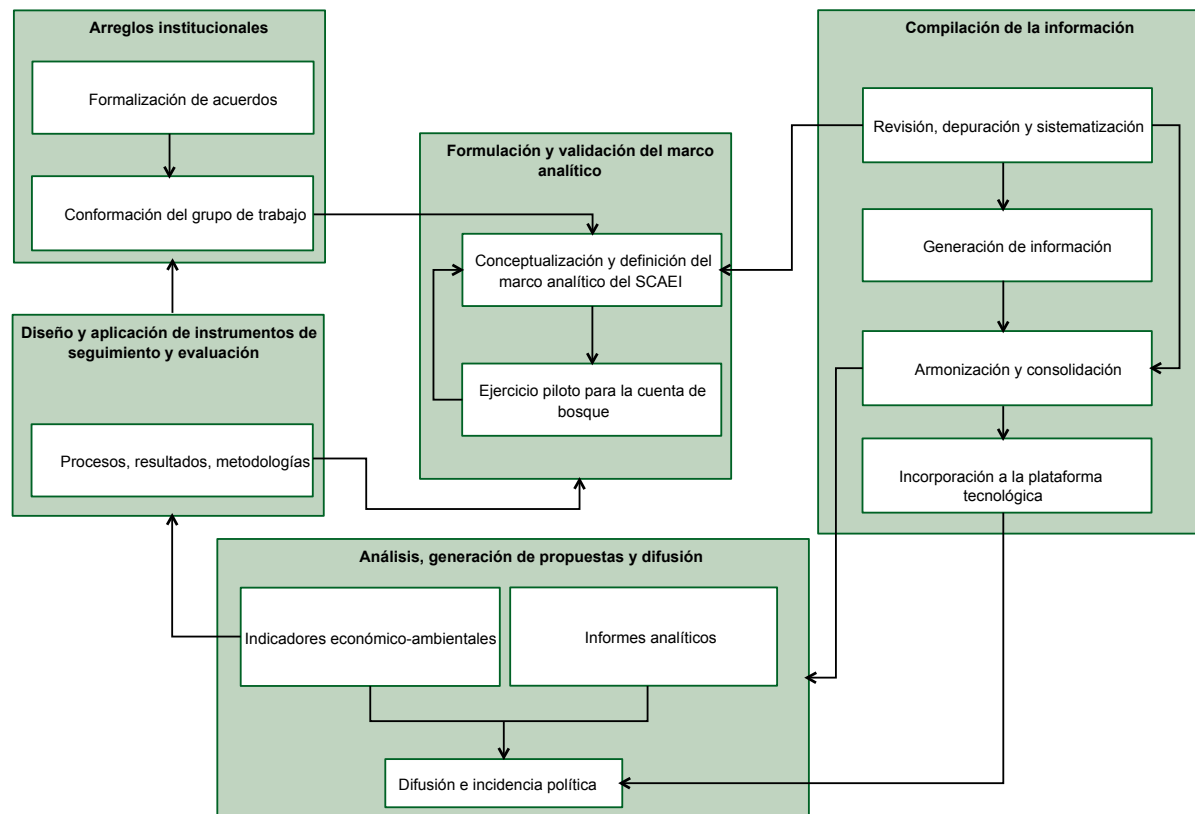 Arreglos institucionales
Formalización de acuerdos
Conformación del grupo de trabajo
Diseño y aplicación de instrumentos de
seguimiento y evaluación
Procesos, resultados, metodologías
Formulación y validación del marco
analítico
Conceptualización y definición del
marco analítico del SCAEI
Ejercicio piloto para la cuenta de
bosque
Compilación de la información
Revisión, depuración y sistematización
Generación de información
Armonización y consolidación
Incorporación a la plataforma
tecnológica
Análisis, generación de propuestas y difusión
Indicadores económico-ambientales
Informes analíticos
Difusión e incidencia política